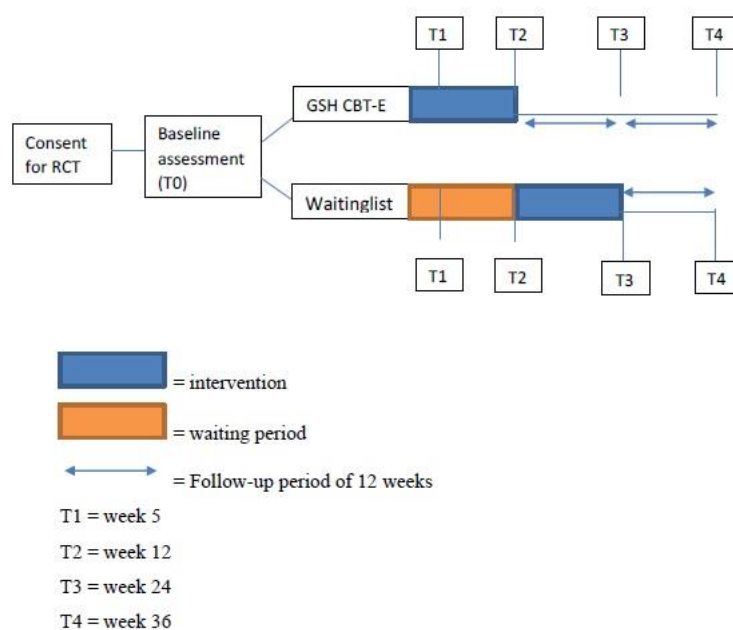 T1
T2
T3
T4
GSH CBT-E
Consent
for RCT
Baseline
assessment
(T0)
Waitinglist
T1
T2
T3
T4
= intervention
= waiting period
= Follow-up period of 12 weeks
T1 = week 5
T2 = week 12
T3 = week 24
T4 = week 36